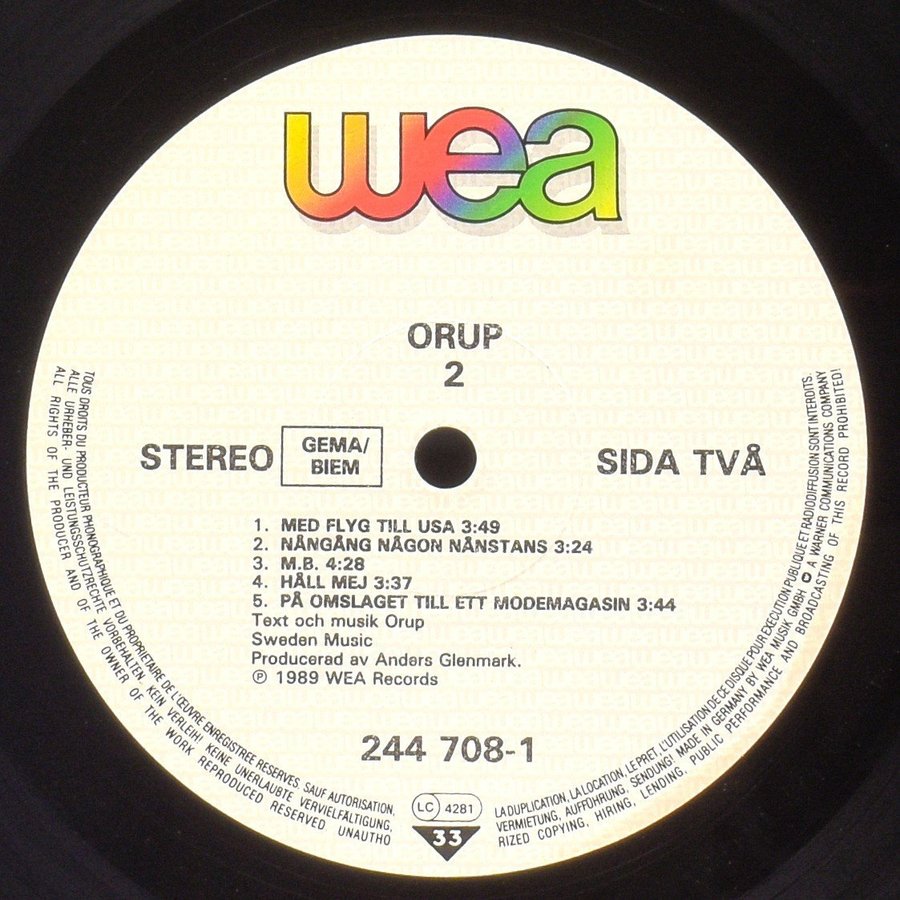 wea
ORUP
2
STEREO
GEMA/
BIEM
SIDA TVÅ
1. MED FLYG TILL USA 3:49
2. NÅNGÅNG NÅGON NÅNSTANS 3:24
3. M.B. 4:28
4. HÅLL MEJ 3:37
5. PÅ OMSLAGET TILL ETT MODEMAGASIN 3:44
Text och musik Orup
Sweden Music
Producerad av Anders Glenmark.
Ⓟ 1989 WEA Records
244 708-1
LC 4281
33
TOUS DROITS DU PRODUCTEUR PHONOGRAPHIQUE ET DU PROPRIETAIRE DE L'ŒUVRE ENREGISTREE RESERVES. SAUF AUTORISATION, LA DUPLICATION, LA LOCATION, LE PRET, L'UTILISATION DE CE DISQUE POUR EXECUTION PUBLIQUE ET RADIODIFFUSION SONT INTERDITS.
ALLE URHEBER- UND LEISTUNGSSCHUTZRECHTE VORBEHALTEN. KEIN VERLEIH! KEINE UNERLAUBTE VERVIELFÄLTIGUNG, VERMIETUNG, AUFFÜHRUNG, SENDUNG! MADE IN GERMANY BY WEA MUSIK GMBH A WARNER COMMUNICATIONS COMPANY
ALL RIGHTS OF THE PRODUCER AND OF THE OWNER OF THE WORK REPRODUCED RESERVED UNAUTHORIZED COPYING, HIRING, LENDING, PUBLIC PERFORMANCE AND BROADCASTING OF THIS RECORD PROHIBITED!